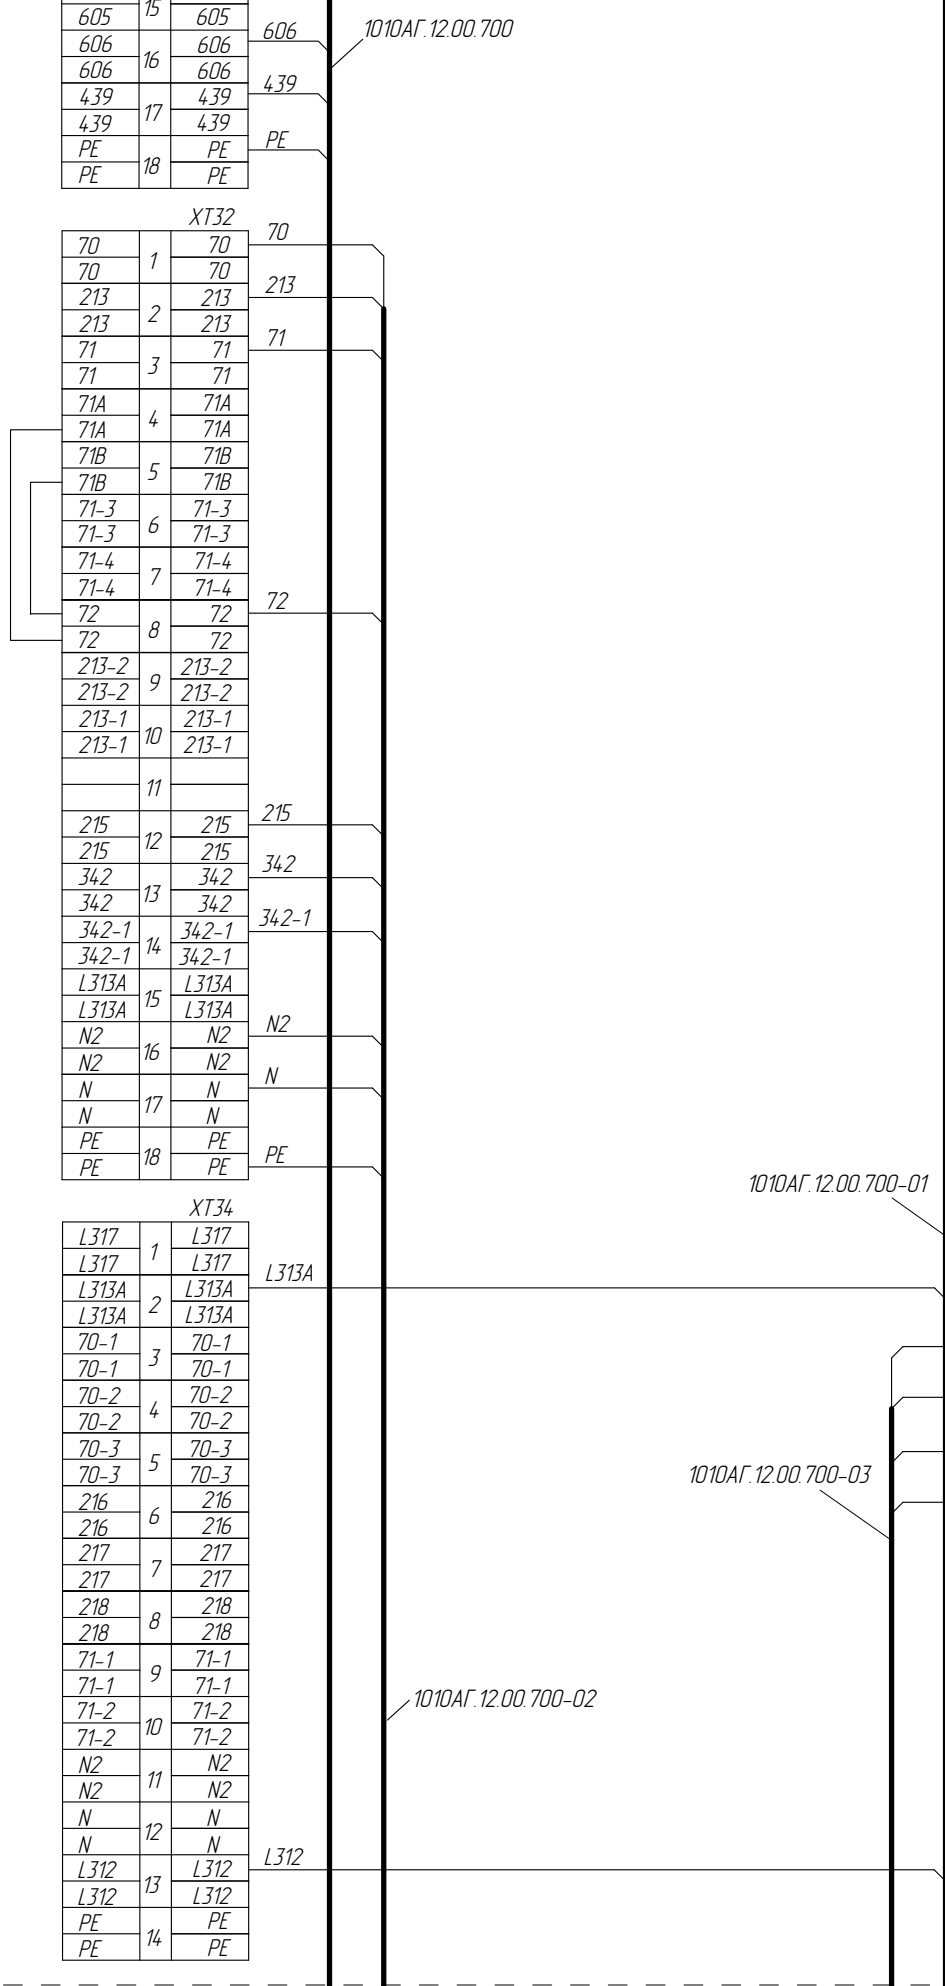 605 15 605
606 606 606
606 16 606
439 439 439
439 17 439
PE PE PE
PE 18 PE
1010АГ.12.00.700
XT32
70 70 70
70 1 70
213 213 213
213 2 213
71 71 71
71 3 71
71A 71A
71A 4 71A
71B 71B
71B 5 71B
71-3 71-3
71-3 6 71-3
71-4 71-4
71-4 7 71-4
72 72 72
72 8 72
213-2 213-2
213-2 9 213-2
213-1 213-1
213-1 10 213-1
11
215 215 215
215 12 215
342 342 342
342 13 342
342-1 342-1 342-1
342-1 14 342-1
L313A L313A
L313A 15 L313A
N2 N2 N2
N2 16 N2
N N N
N 17 N
PE PE
PE 18 PE PE
1010АГ.12.00.700-01
XT34
L317 L317
L317 1 L317
L313A L313A L313A
L313A 2 L313A
70-1 70-1
70-1 3 70-1
70-2 70-2
70-2 4 70-2
70-3 70-3
70-3 5 70-3
1010АГ.12.00.700-03
216 216
216 6 216
217 217
217 7 217
218 218
218 8 218
71-1 71-1
71-1 9 71-1
1010АГ.12.00.700-02
71-2 71-2
71-2 10 71-2
N2 N2
N2 11 N2
N N
N 12 N
L312 L312 L312
L312 13 L312
PE PE
PE 14 PE